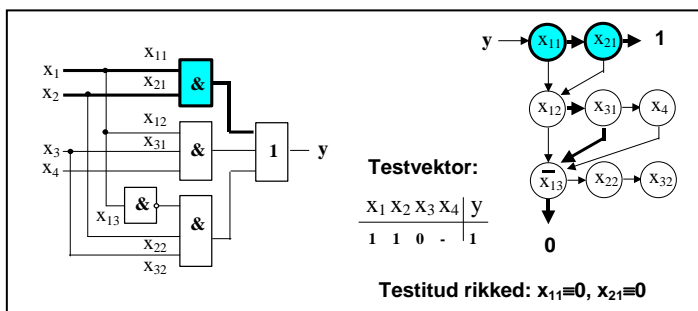 x₁₁
x₁
x₂₁
x₂
&
x₁₂
x₃₁
x₃
x₄
&
1
y
&
x₁₃
x₂₂
x₃₂
&
y
x₁₁
x₂₁
1
x₁₂
x₃₁
x₄
x̄₁₃
x₂₂
x₃₂
0
Testvektor:
x₁ x₂ x₃ x₄ y
1 1 0 - 1
Testitud rikked: x₁₁≡0, x₂₁≡0